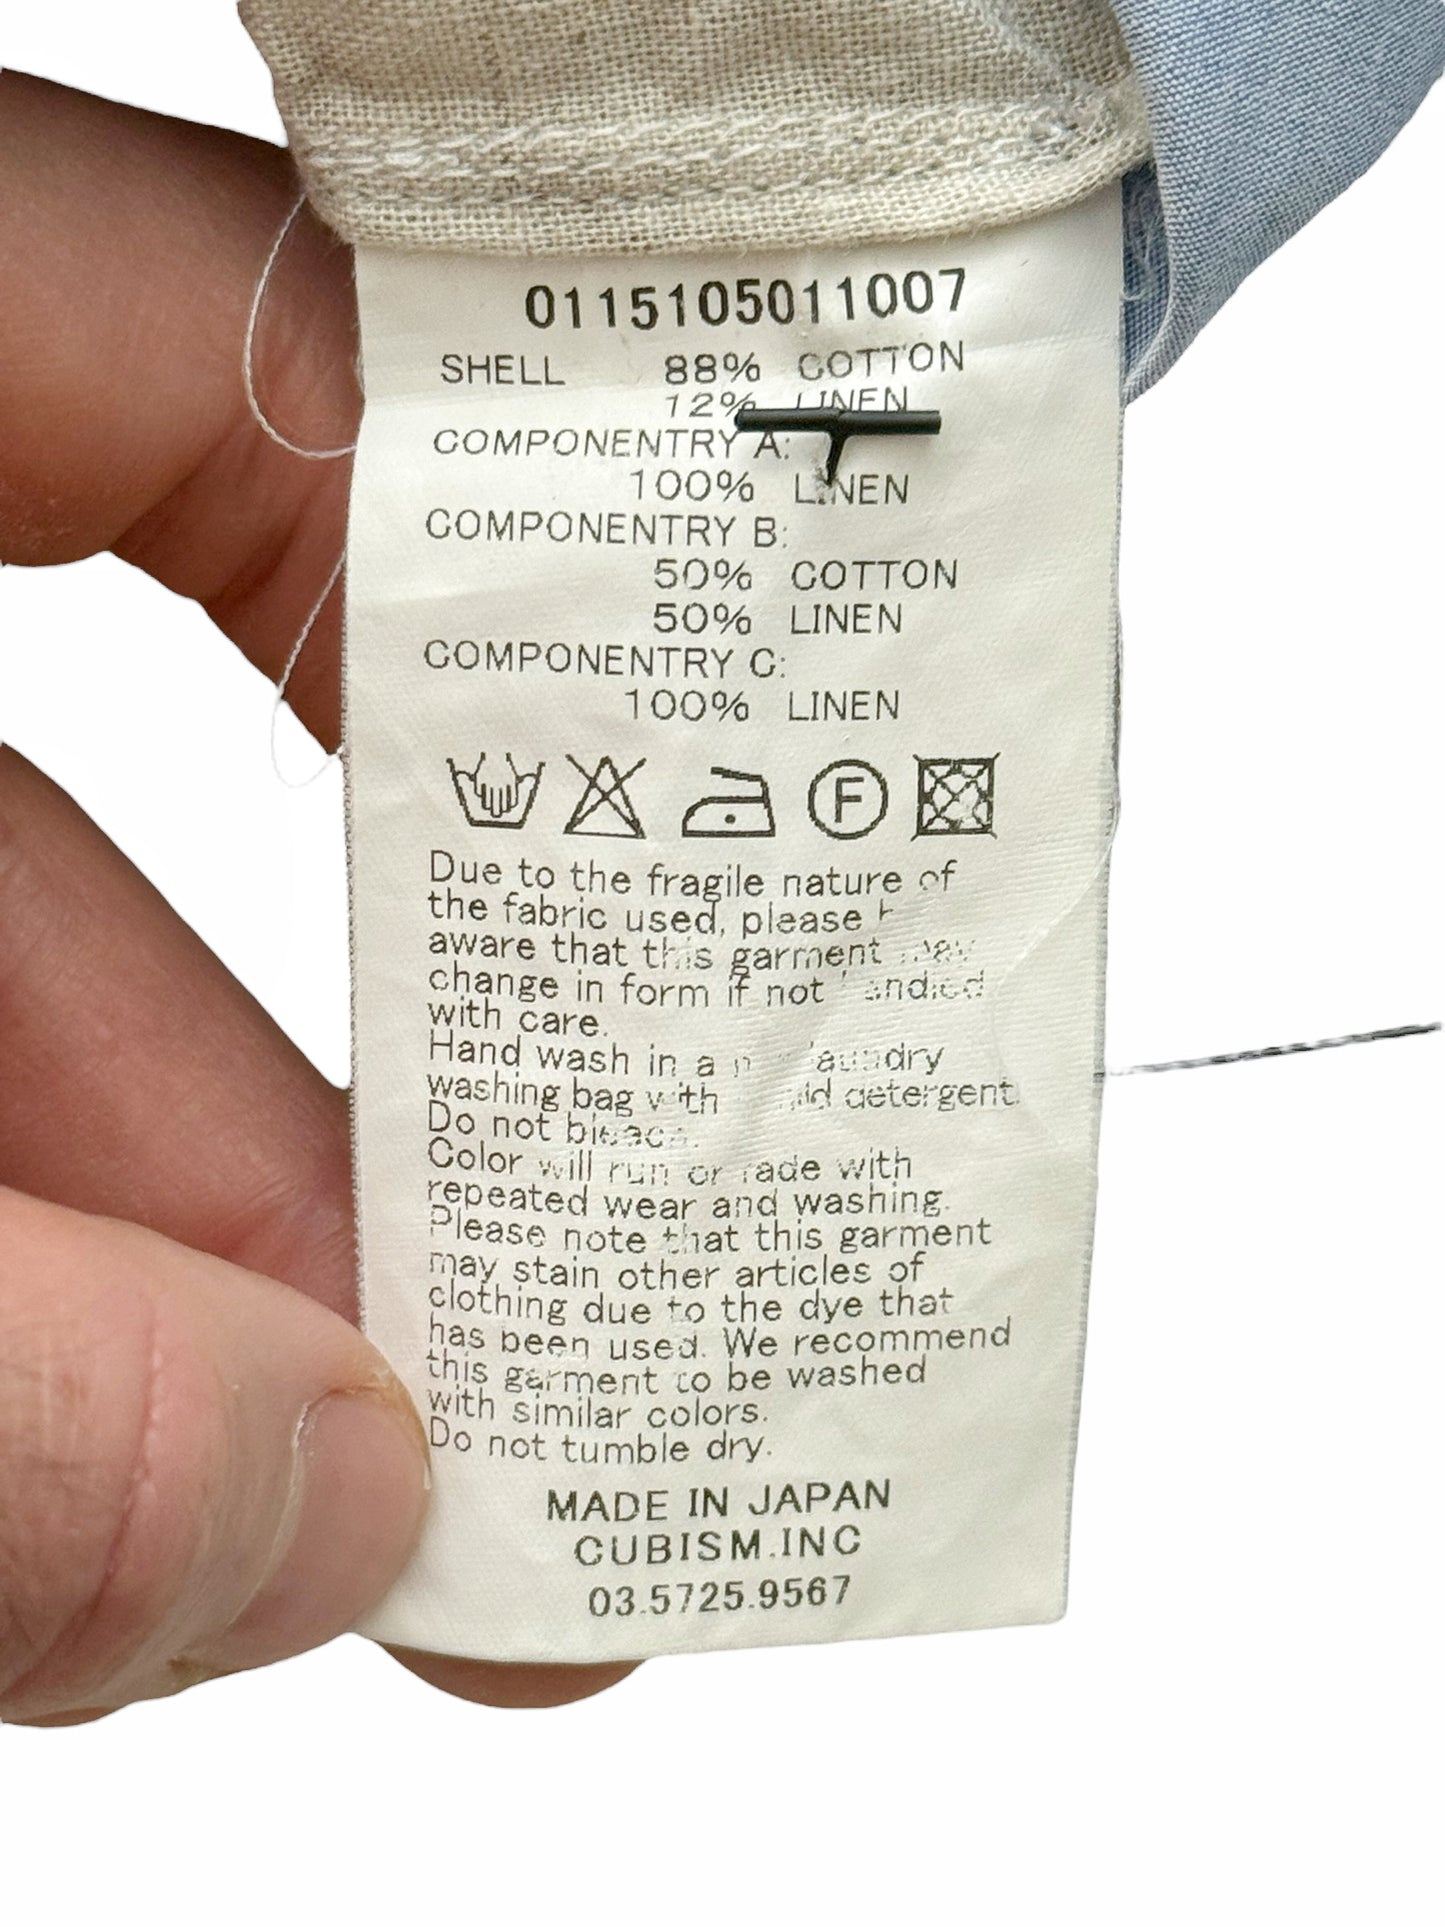 0115105011007
SHELL 88% COTTON
12% LINEN
COMPONENTRY A:
100% LINEN
COMPONENTRY B:
50% COTTON
50% LINEN
COMPONENTRY C:
100% LINEN
F
Due to the fragile nature of
the fabric used, please
aware that this garment may
change in form if not handled
with care.
Hand wash in a laundry
washing bag with mild detergent.
Do not bleach.
Color will run or fade with
repeated wear and washing.
Please note that this garment
may stain other articles of
clothing due to the dye that
has been used. We recommend
this garment to be washed
with similar colors.
Do not tumble dry.
MADE IN JAPAN
CUBISM.INC
03.5725.9567